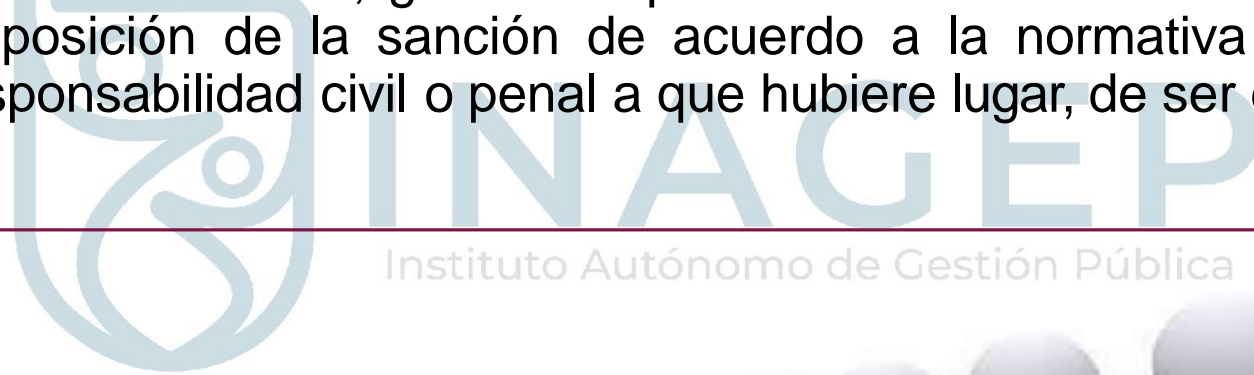 posición de la sanción de acuerdo a la normativa
sponsabilidad civil o penal a que hubiere lugar, de ser
INAGEP
Instituto Autónomo de Gestión Pública